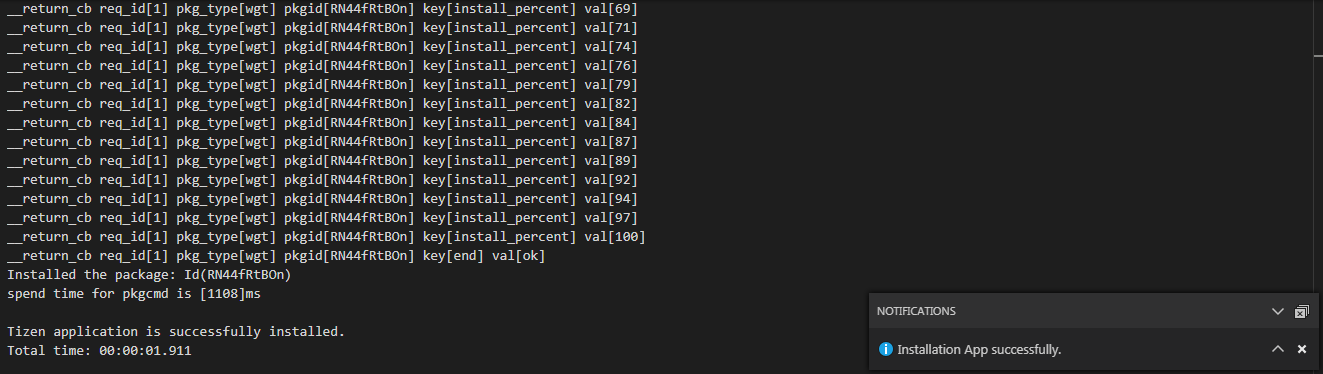 __return_cb req_id[1] pkg_type[wgt] pkgid[RN44fRtBOn] key[install_percent] val[69]
__return_cb req_id[1] pkg_type[wgt] pkgid[RN44fRtBOn] key[install_percent] val[71]
__return_cb req_id[1] pkg_type[wgt] pkgid[RN44fRtBOn] key[install_percent] val[74]
__return_cb req_id[1] pkg_type[wgt] pkgid[RN44fRtBOn] key[install_percent] val[76]
__return_cb req_id[1] pkg_type[wgt] pkgid[RN44fRtBOn] key[install_percent] val[79]
__return_cb req_id[1] pkg_type[wgt] pkgid[RN44fRtBOn] key[install_percent] val[82]
__return_cb req_id[1] pkg_type[wgt] pkgid[RN44fRtBOn] key[install_percent] val[84]
__return_cb req_id[1] pkg_type[wgt] pkgid[RN44fRtBOn] key[install_percent] val[87]
__return_cb req_id[1] pkg_type[wgt] pkgid[RN44fRtBOn] key[install_percent] val[89]
__return_cb req_id[1] pkg_type[wgt] pkgid[RN44fRtBOn] key[install_percent] val[92]
__return_cb req_id[1] pkg_type[wgt] pkgid[RN44fRtBOn] key[install_percent] val[94]
__return_cb req_id[1] pkg_type[wgt] pkgid[RN44fRtBOn] key[install_percent] val[97]
__return_cb req_id[1] pkg_type[wgt] pkgid[RN44fRtBOn] key[install_percent] val[100]
__return_cb req_id[1] pkg_type[wgt] pkgid[RN44fRtBOn] key[end] val[ok]
Installed the package: Id(RN44fRtBOn)
spend time for pkgcmd is [1108]ms
Tizen application is successfully installed.
Total time: 00:00:01.911
NOTIFICATIONS
Installation App successfully.